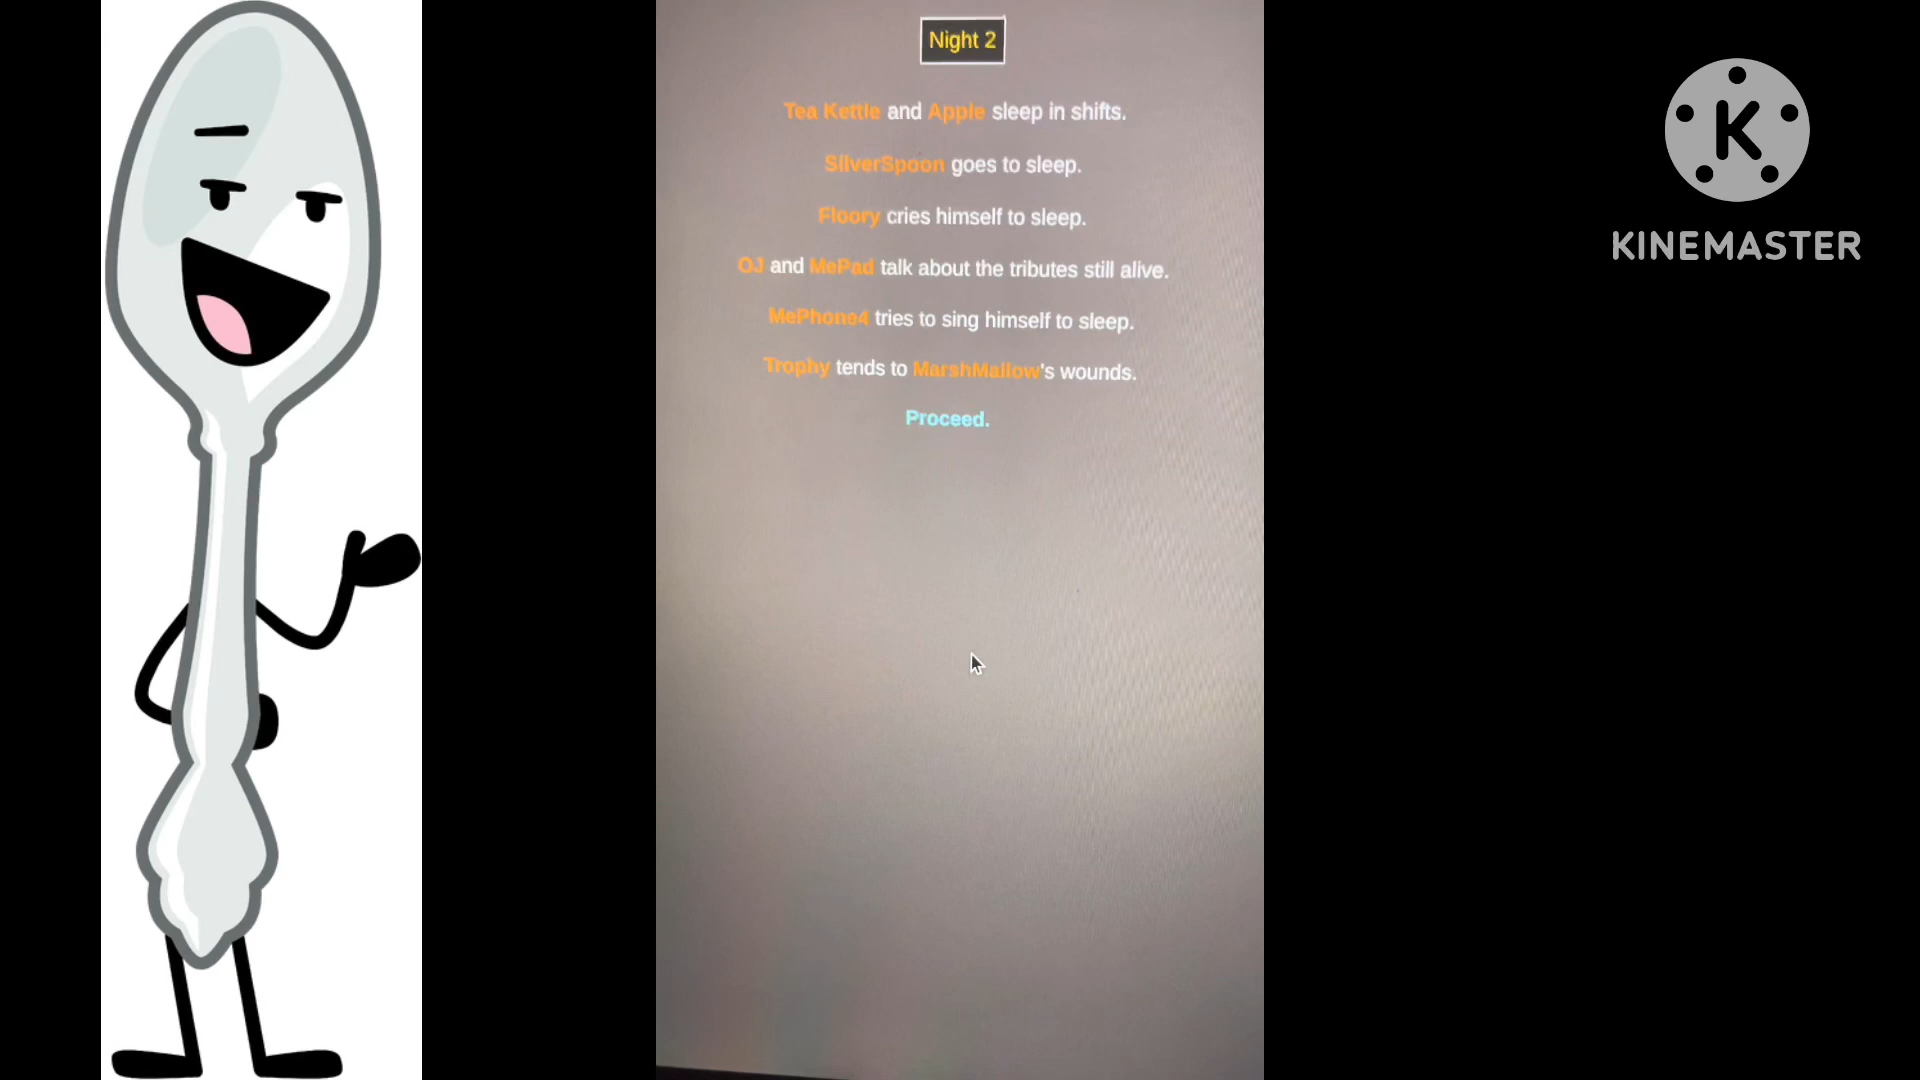 Night 2
Tea Kettle and Apple sleep in shifts.
SilverSpoon goes to sleep.
Floory cries himself to sleep.
OJ and MePad talk about the tributes still alive.
MePhone4 tries to sing himself to sleep.
Trophy tends to MarshMallow's wounds.
Proceed.
K
KINEMASTER